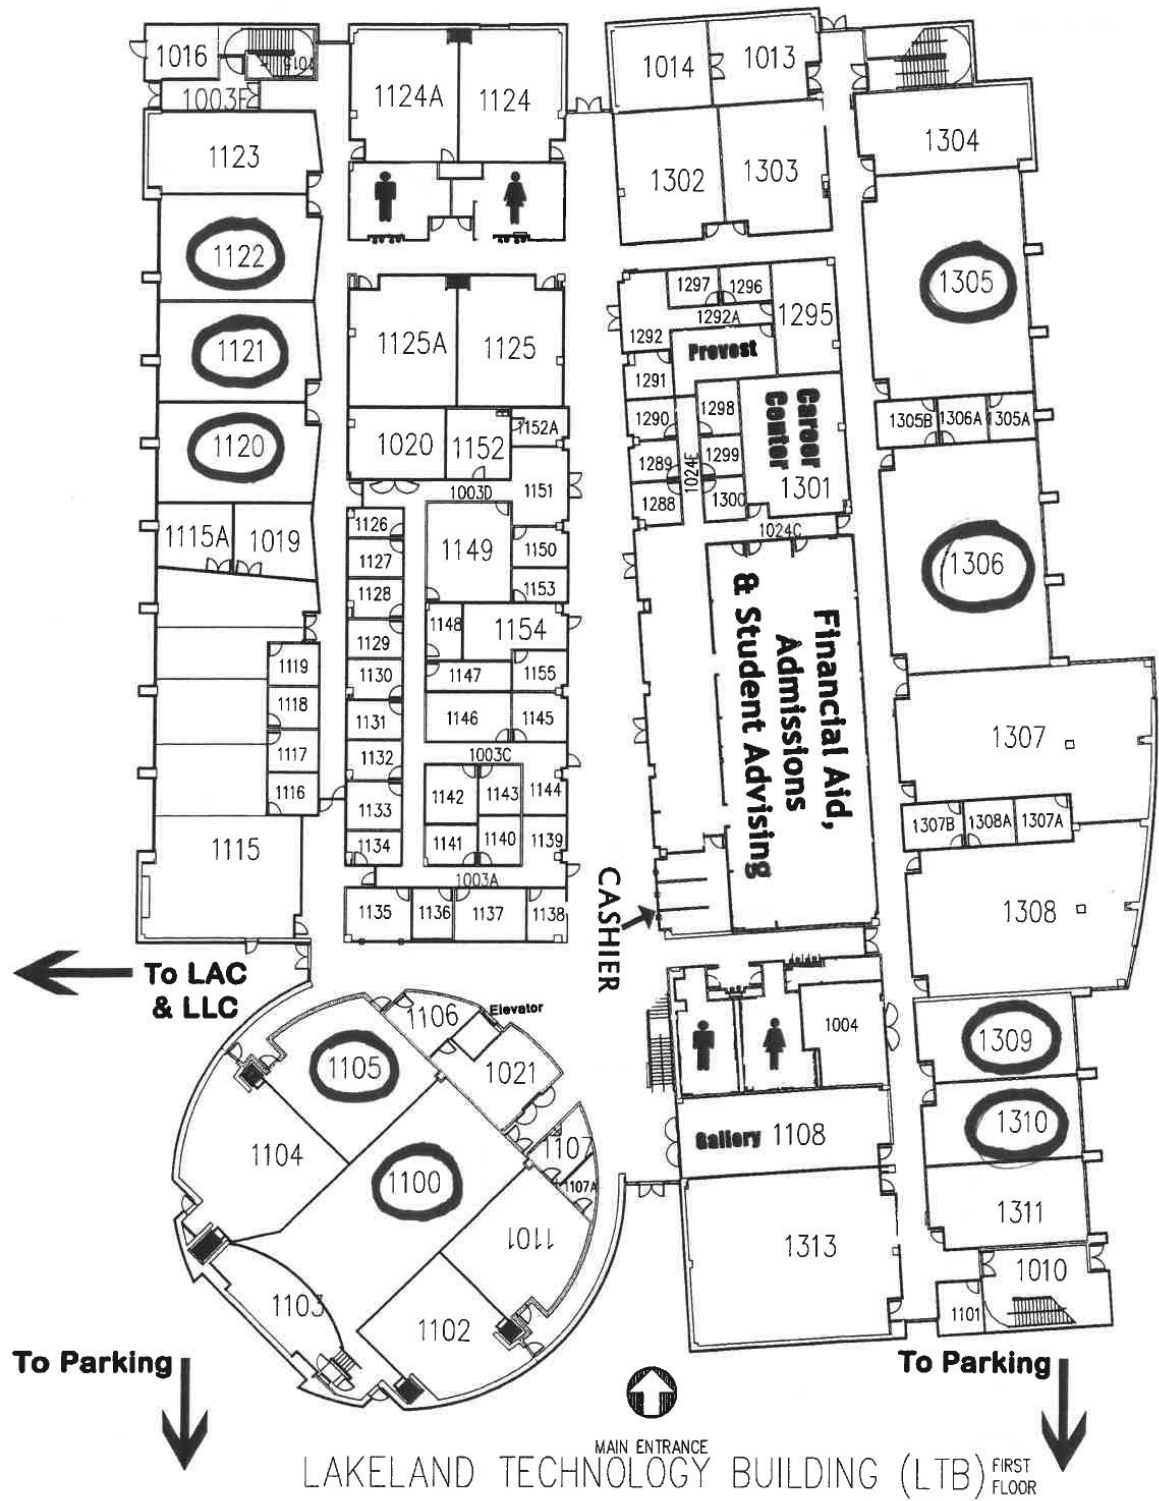 1016
1015
1003F
1124A
1124
1014
1013
1304
1123
1302
1303
1122
1305
1297
1296
1292A
1295
1292
1121
1125A
1125
Provost
1291
1298
Career
Center
1290
1305B
1306A
1305A
1120
1020
1152
1152A
1289
1024E
1299
1301
1288
1300
1003D
1151
1115A
1019
1126
1149
1150
1024C
1306
1127
1153
1128
1148
1154
1129
1119
1130
1147
1155
1118
1131
1146
1145
1307
1117
1132
1003C
Financial Aid,
Admissions
& Student Advising
1116
1133
1142
1143
1144
1307B
1308A
1307A
1115
1134
1141
1140
1139
1003A
1135
1136
1137
1138
CASHIER
1308
To LAC
& LLC
1106
Elevator
1004
1309
1105
1021
1310
1104
1107
Gallery 1108
1100
1107A
1311
1101
1313
1103
1010
1102
1101
To Parking
To Parking
MAIN ENTRANCE
LAKELAND TECHNOLOGY BUILDING (LTB) FIRST
FLOOR